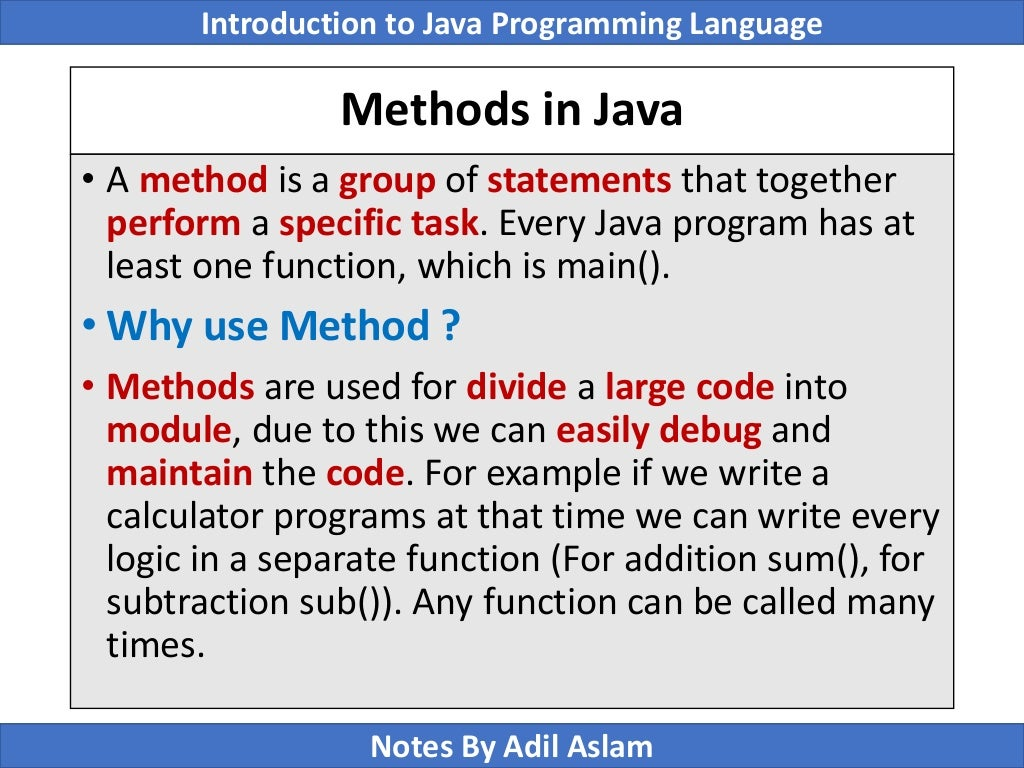 Introduction to Java Programming Language
Methods in Java
• A method is a group of statements that together
perform a specific task. Every Java program has at
least one function, which is main().
• Why use Method ?
• Methods are used for divide a large code into
module, due to this we can easily debug and
maintain the code. For example if we write a
calculator programs at that time we can write every
logic in a separate function (For addition sum(), for
subtraction sub()). Any function can be called many
times.
Notes By Adil Aslam